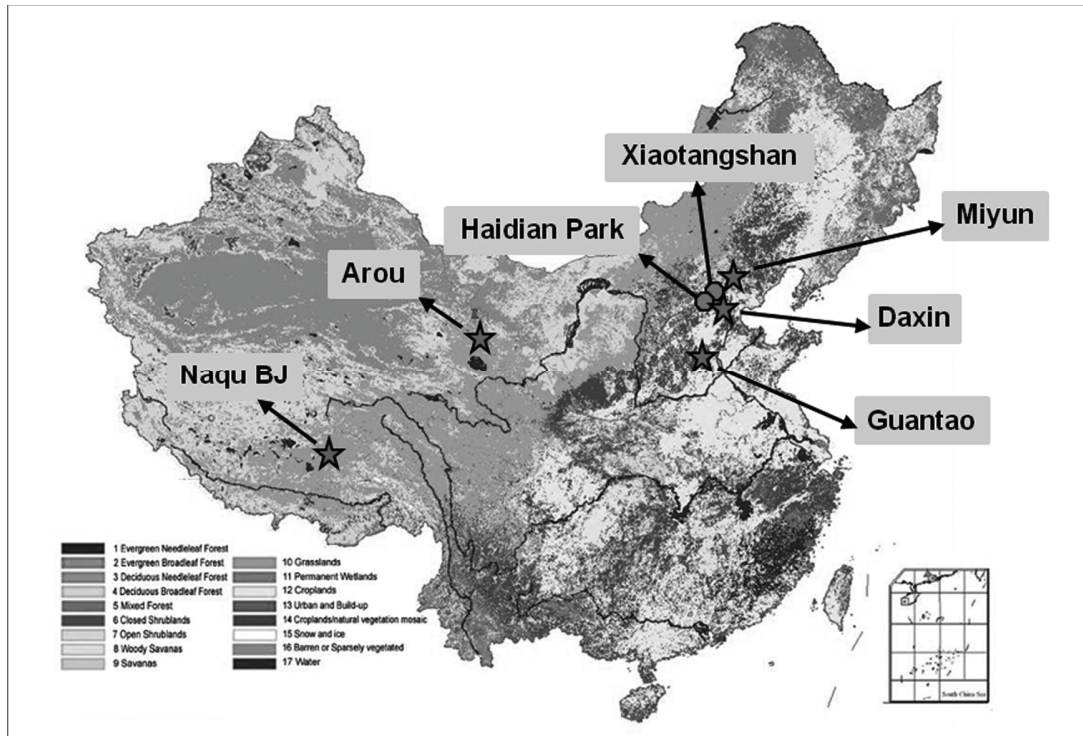 Xiaotangshan
Miyun
Haidian Park
Arou
Daxin
Naqu BJ
Guantao
1 Evergreen Needleleaf Forest
2 Evergreen Broadleaf Forest
3 Deciduous Needleleaf Forest
4 Deciduous Broadleaf Forest
5 Mixed Forest
6 Closed Shrublands
7 Open Shrublands
8 Woody Savanas
9 Savanas
10 Grasslands
11 Permanent Wetlands
12 Croplands
13 Urban and Build-up
14 Croplands/natural vegetation mosaic
15 Snow and ice
16 Barren or Sparsely vegetated
17 Water
South China Sea